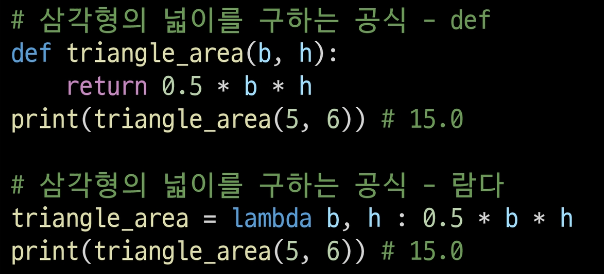 # 삼각형의 넓이를 구하는 공식 – def
def triangle_area(b, h):
    return 0.5 * b * h
print(triangle_area(5, 6)) # 15.0

# 삼각형의 넓이를 구하는 공식 – 람다
triangle_area = lambda b, h : 0.5 * b * h
print(triangle_area(5, 6)) # 15.0